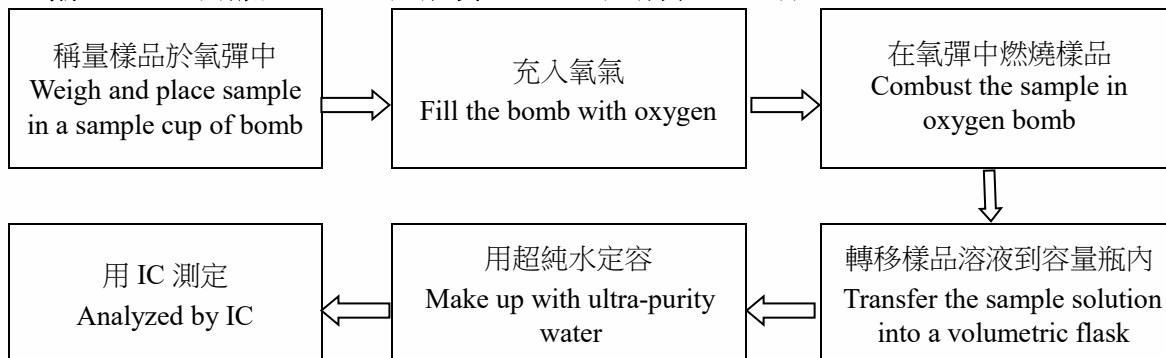 稱量樣品於氧彈中
Weigh and place sample
in a sample cup of bomb
充入氧氣
Fill the bomb with oxygen
在氧彈中燃燒樣品
Combust the sample in
oxygen bomb
轉移樣品溶液到容量瓶內
Transfer the sample solution
into a volumetric flask
用超純水定容
Make up with ultra-purity
water
用 IC 測定
Analyzed by IC